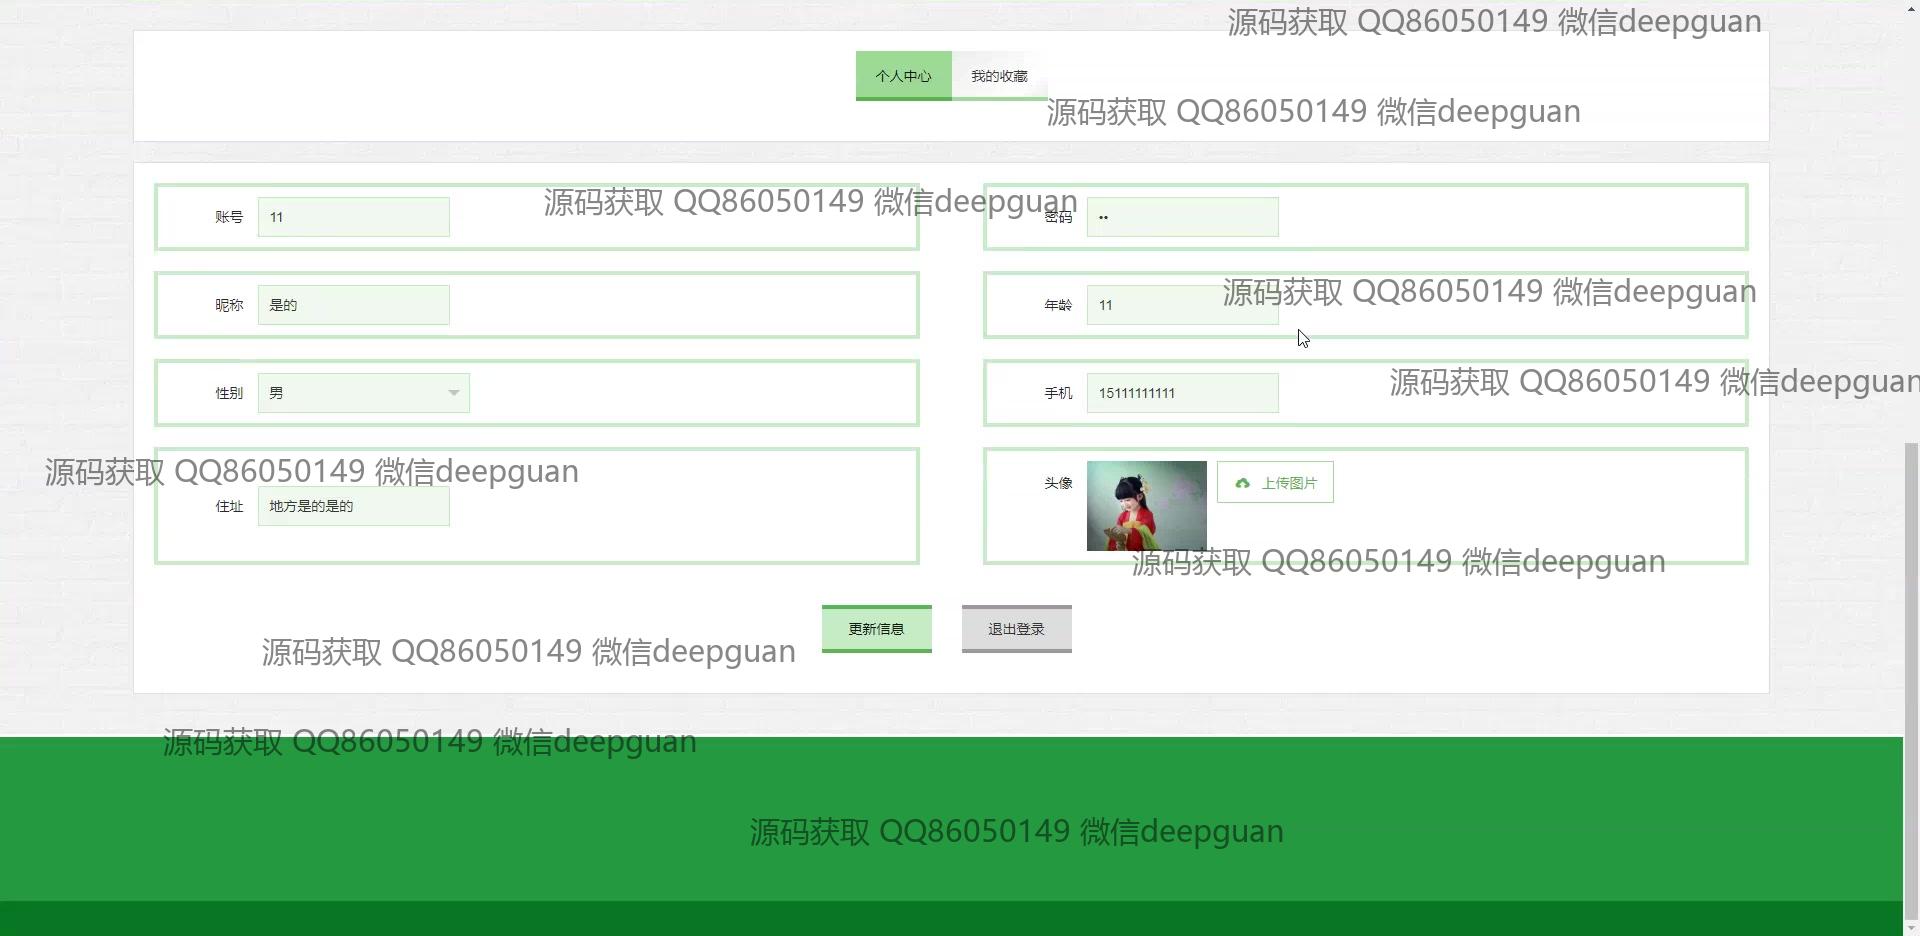 源码获取 QQ86050149 微信deepguan
个人中心
我的收藏
源码获取 QQ86050149 微信deepguan
源码获取 QQ86050149 微信deepguan
账号 11
密码 ••
源码获取 QQ86050149 微信deepguan
昵称 是的
年龄 11
源码获取 QQ86050149 微信deepguan
性别 男
手机 15111111111
源码获取 QQ86050149 微信deepguan
住址 地方是的是的
头像 上传图片
源码获取 QQ86050149 微信deepguan
更新信息
退出登录
源码获取 QQ86050149 微信deepguan
源码获取 QQ86050149 微信deepguan
源码获取 QQ86050149 微信deepguan